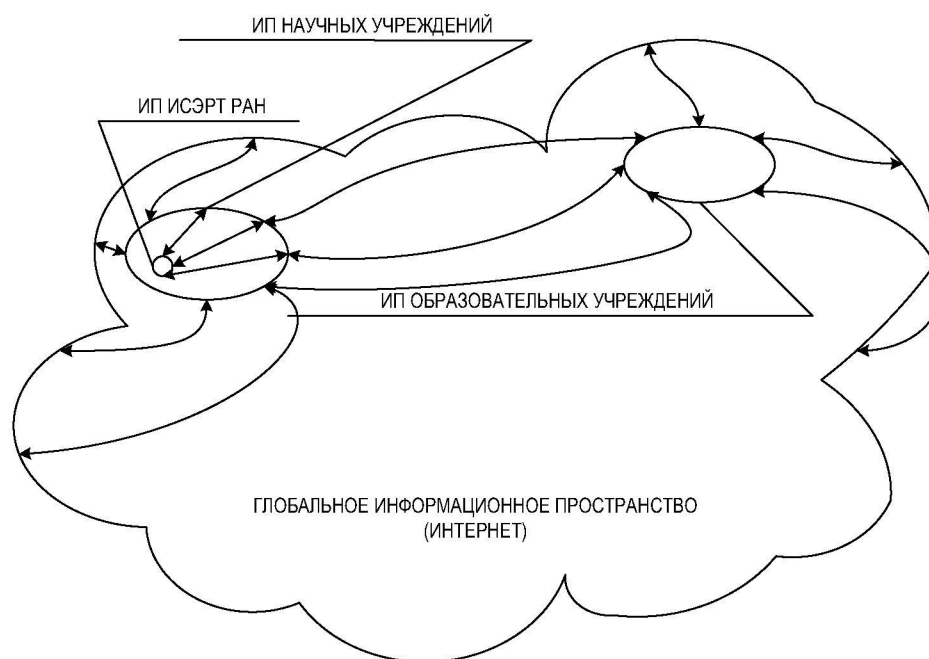 ИП НАУЧНЫХ УЧРЕЖДЕНИЙ
ИП ИСЭРТ РАН
ИП ОБРАЗОВАТЕЛЬНЫХ УЧРЕЖДЕНИЙ
ГЛОБАЛЬНОЕ ИНФОРМАЦИОННОЕ ПРОСТРАНСТВО
(ИНТЕРНЕТ)